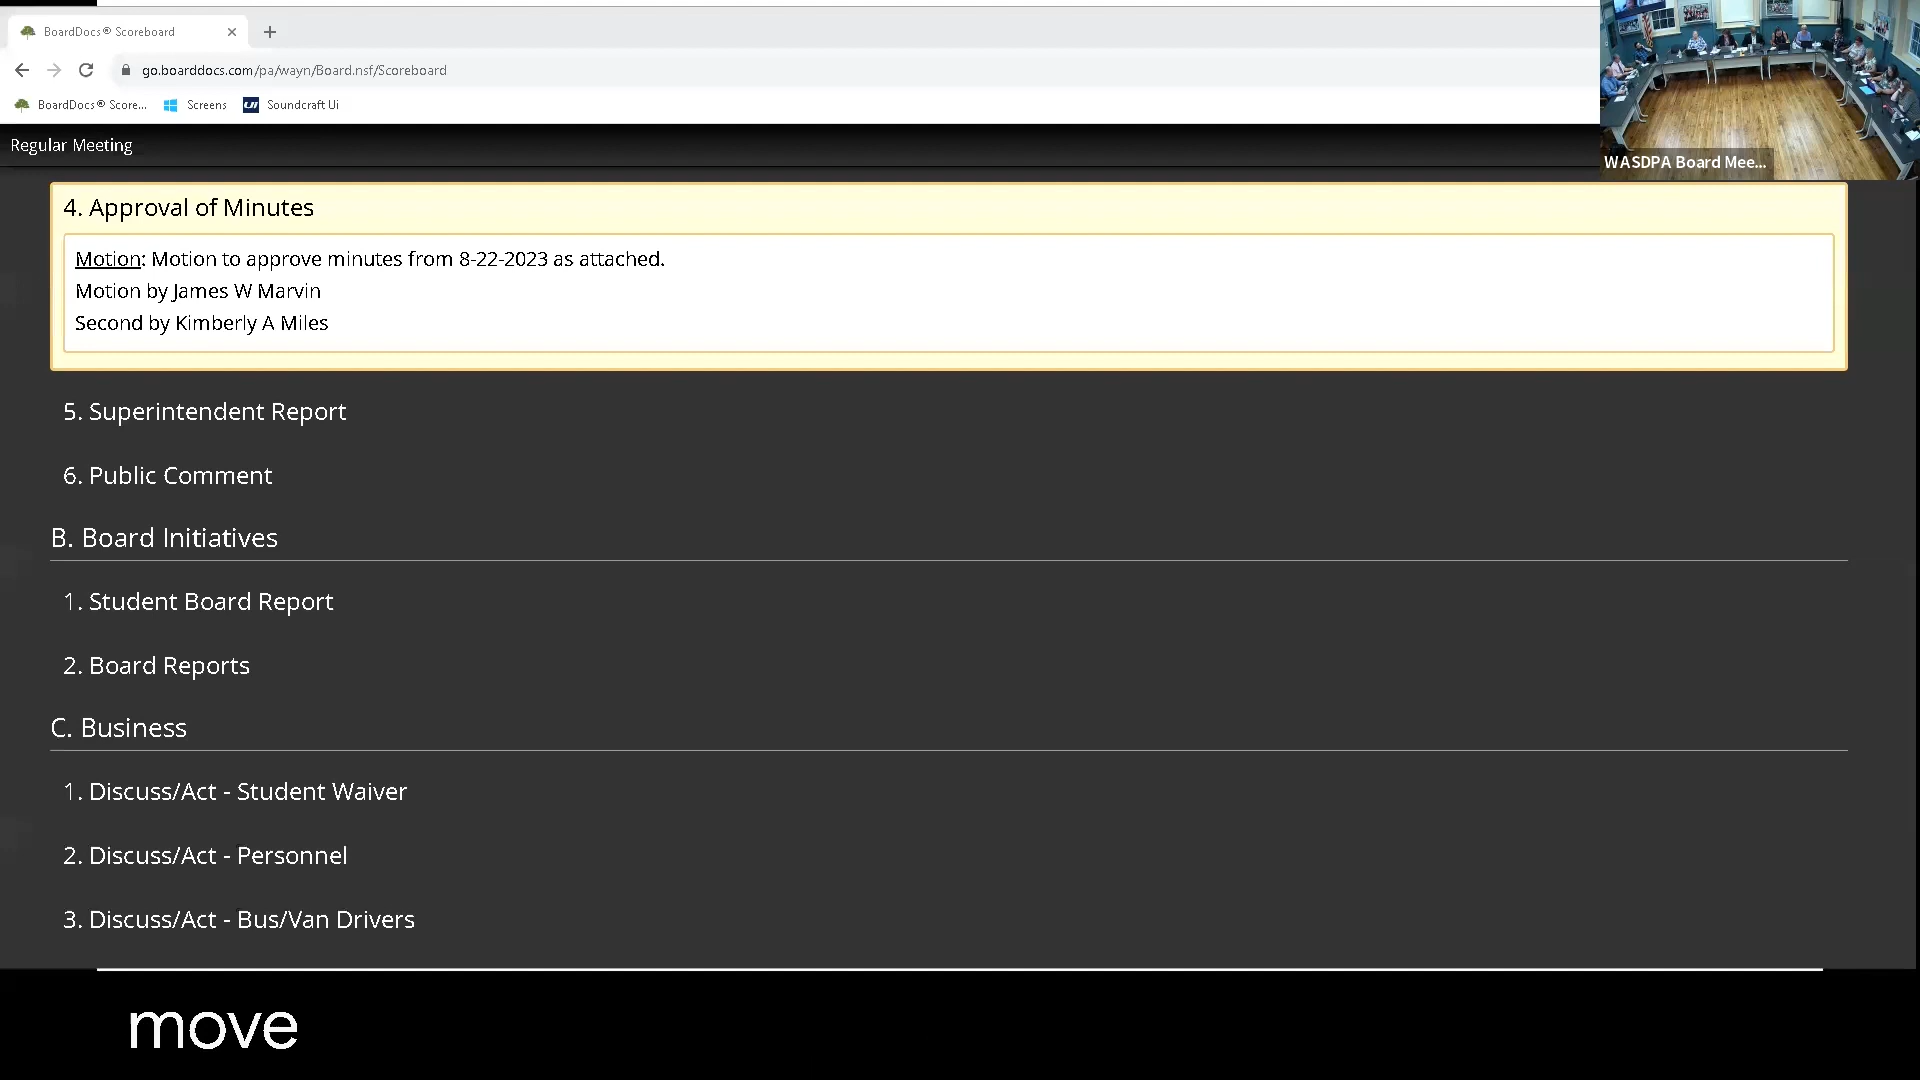 BoardDocs® Scoreboard
go.boarddocs.com/pa/wayn/Board.nsf/Scoreboard
BoardDocs® Score...
Screens
Soundcraft Ui
Regular Meeting
WASDPA Board Mee...
4. Approval of Minutes
Motion: Motion to approve minutes from 8-22-2023 as attached.
Motion by James W Marvin
Second by Kimberly A Miles
5. Superintendent Report
6. Public Comment
B. Board Initiatives
1. Student Board Report
2. Board Reports
C. Business
1. Discuss/Act - Student Waiver
2. Discuss/Act - Personnel
3. Discuss/Act - Bus/Van Drivers
move